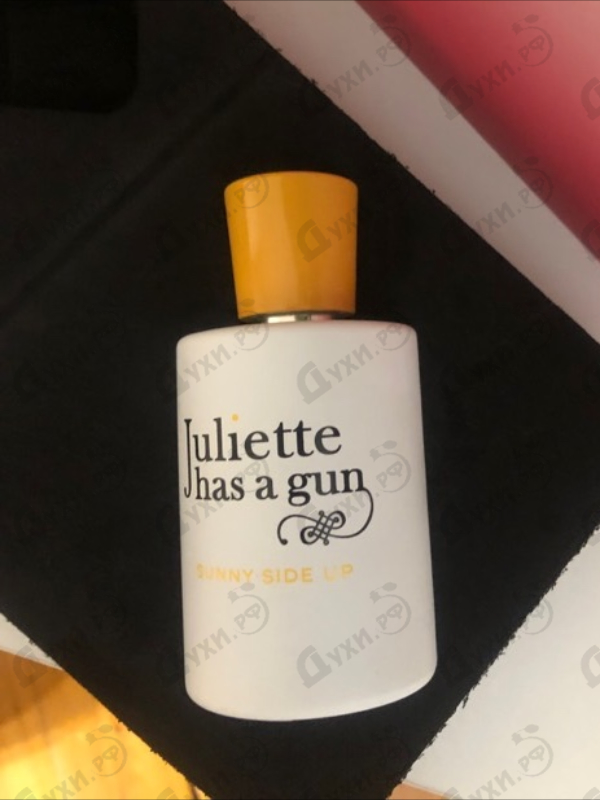 Juliette
has a gun
SUNNY SIDE UP
Духи.рф